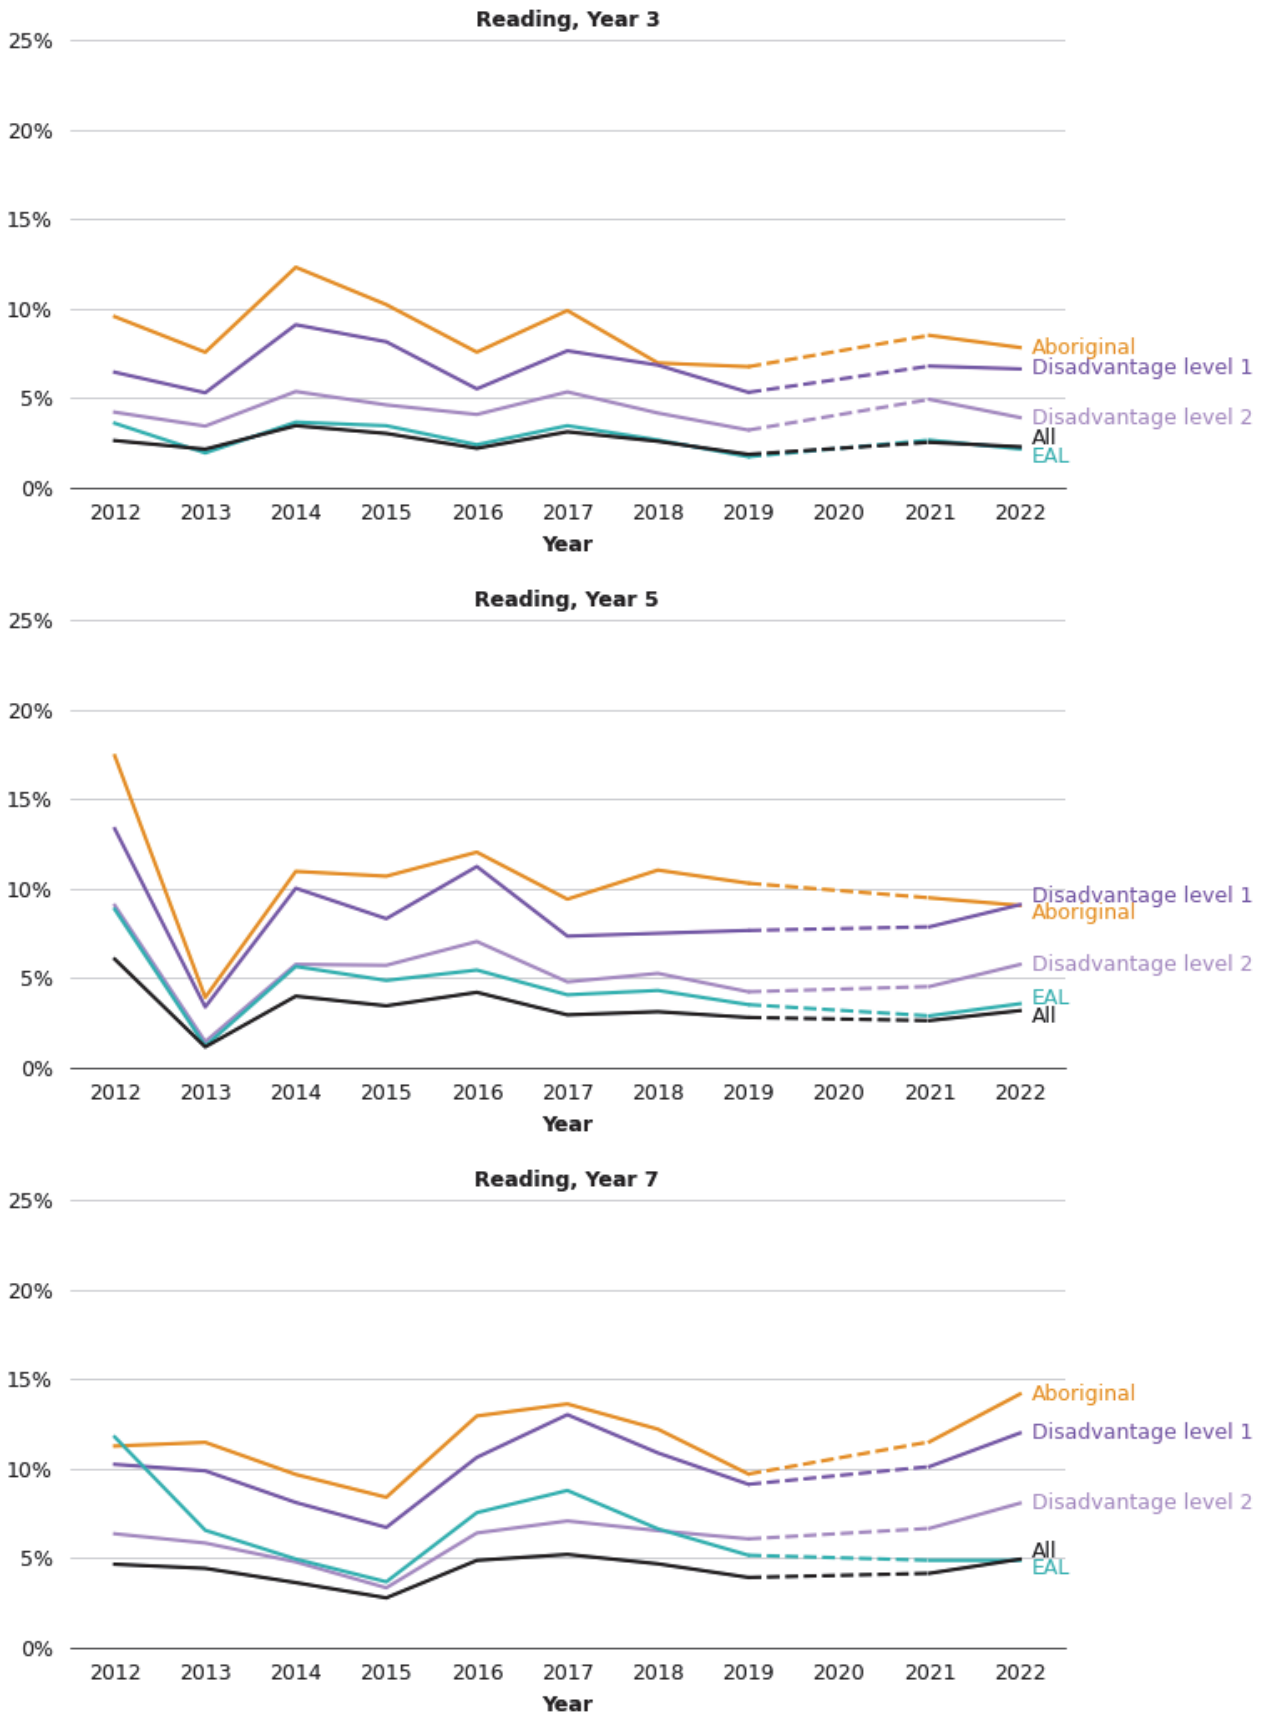 Reading, Year 3
25%
20%
15%
10%
5%
0%
Aboriginal
Disadvantage level 1
Disadvantage level 2
All
EAL
2012 2013 2014 2015 2016 2017 2018 2019 2020 2021 2022
Year
Reading, Year 5
25%
20%
15%
10%
5%
0%
Disadvantage level 1
Aboriginal
Disadvantage level 2
EAL
All
2012 2013 2014 2015 2016 2017 2018 2019 2020 2021 2022
Year
Reading, Year 7
25%
20%
15%
10%
5%
0%
Aboriginal
Disadvantage level 1
Disadvantage level 2
All
EAL
2012 2013 2014 2015 2016 2017 2018 2019 2020 2021 2022
Year